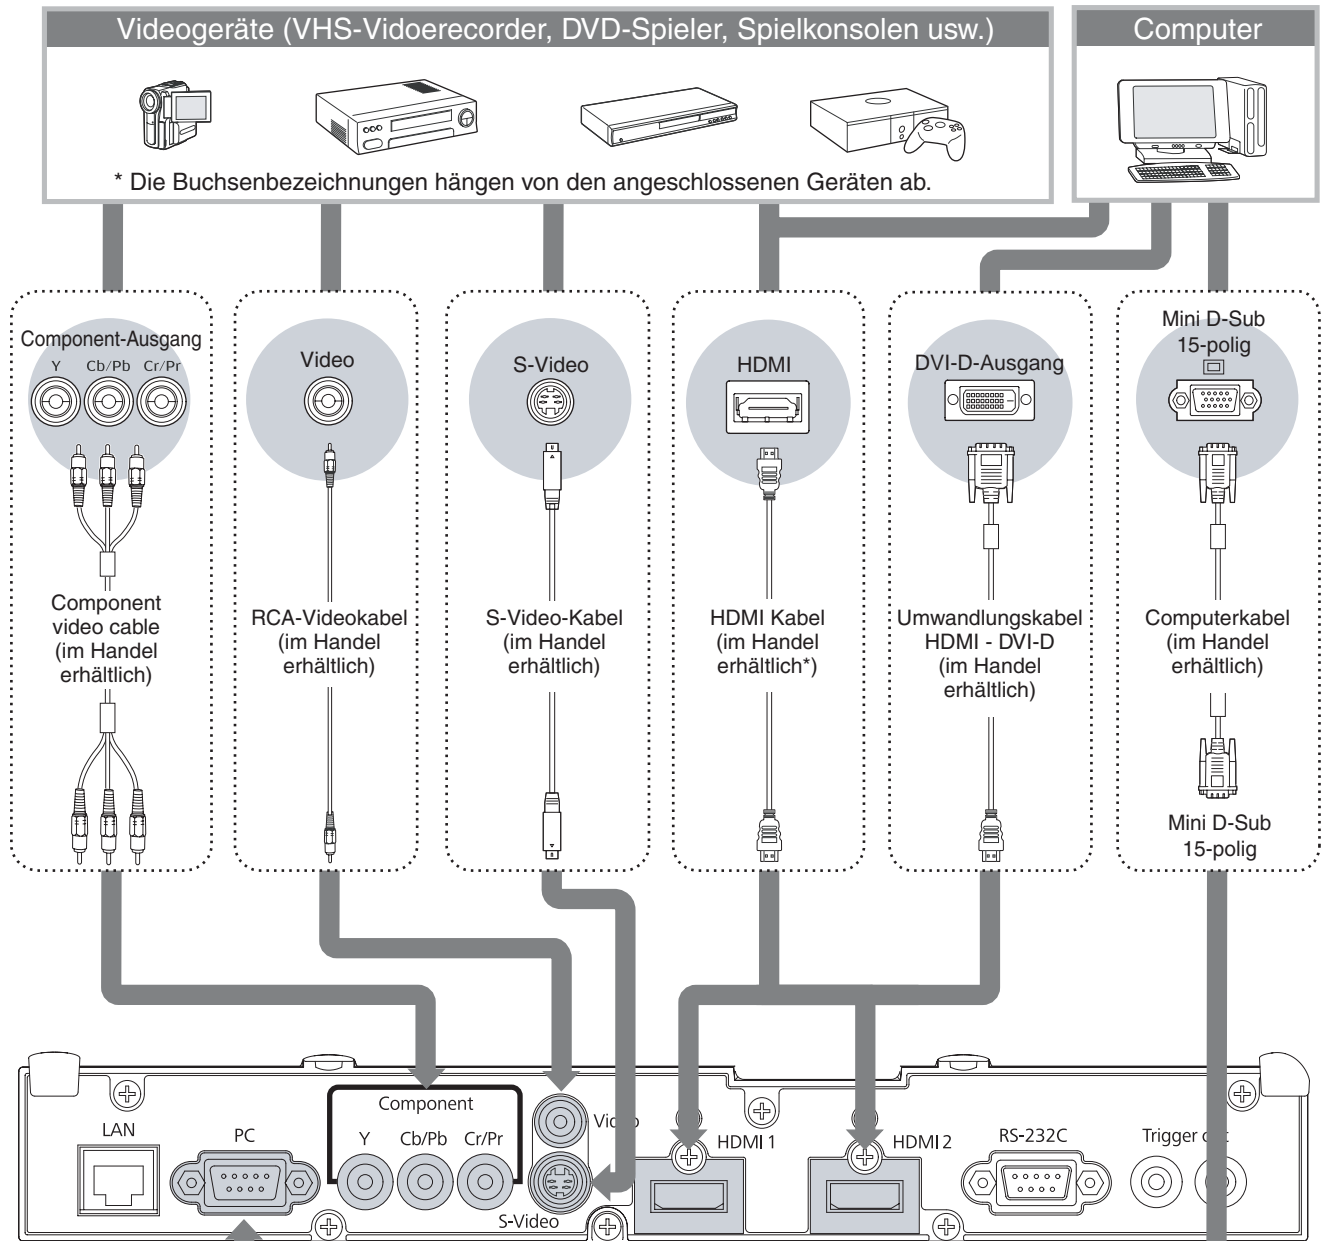 Videogeräte (VHS-Vidoerecorder, DVD-Spieler, Spielkonsolen usw.)
Computer
* Die Buchsenbezeichnungen hängen von den angeschlossenen Geräten ab.
Component-Ausgang
Y Cb/Pb Cr/Pr
Video
S-Video
HDMI
DVI-D-Ausgang
Mini D-Sub
15-polig
Component
video cable
(im Handel
erhältlich)
RCA-Videokabel
(im Handel
erhältlich)
S-Video-Kabel
(im Handel
erhältlich)
HDMI Kabel
(im Handel
erhältlich*)
Umwandlungskabel
HDMI - DVI-D
(im Handel
erhältlich)
Computerkabel
(im Handel
erhältlich)
Mini D-Sub
15-polig
LAN
PC
Component
Y Cb/Pb Cr/Pr
Video
S-Video
HDMI 1
HDMI 2
RS-232C
Trigger out